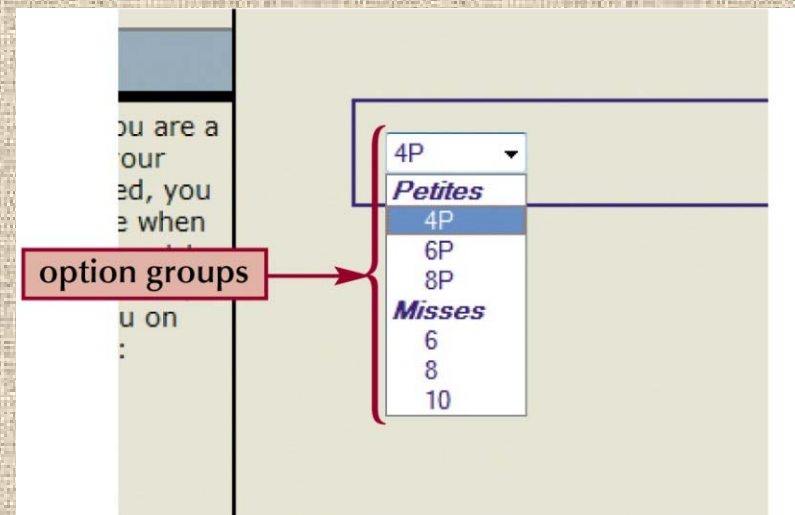 ou are a
our
ed, you
e when
option groups
u on
:
4P
Petites
4P
6P
8P
Misses
6
8
10